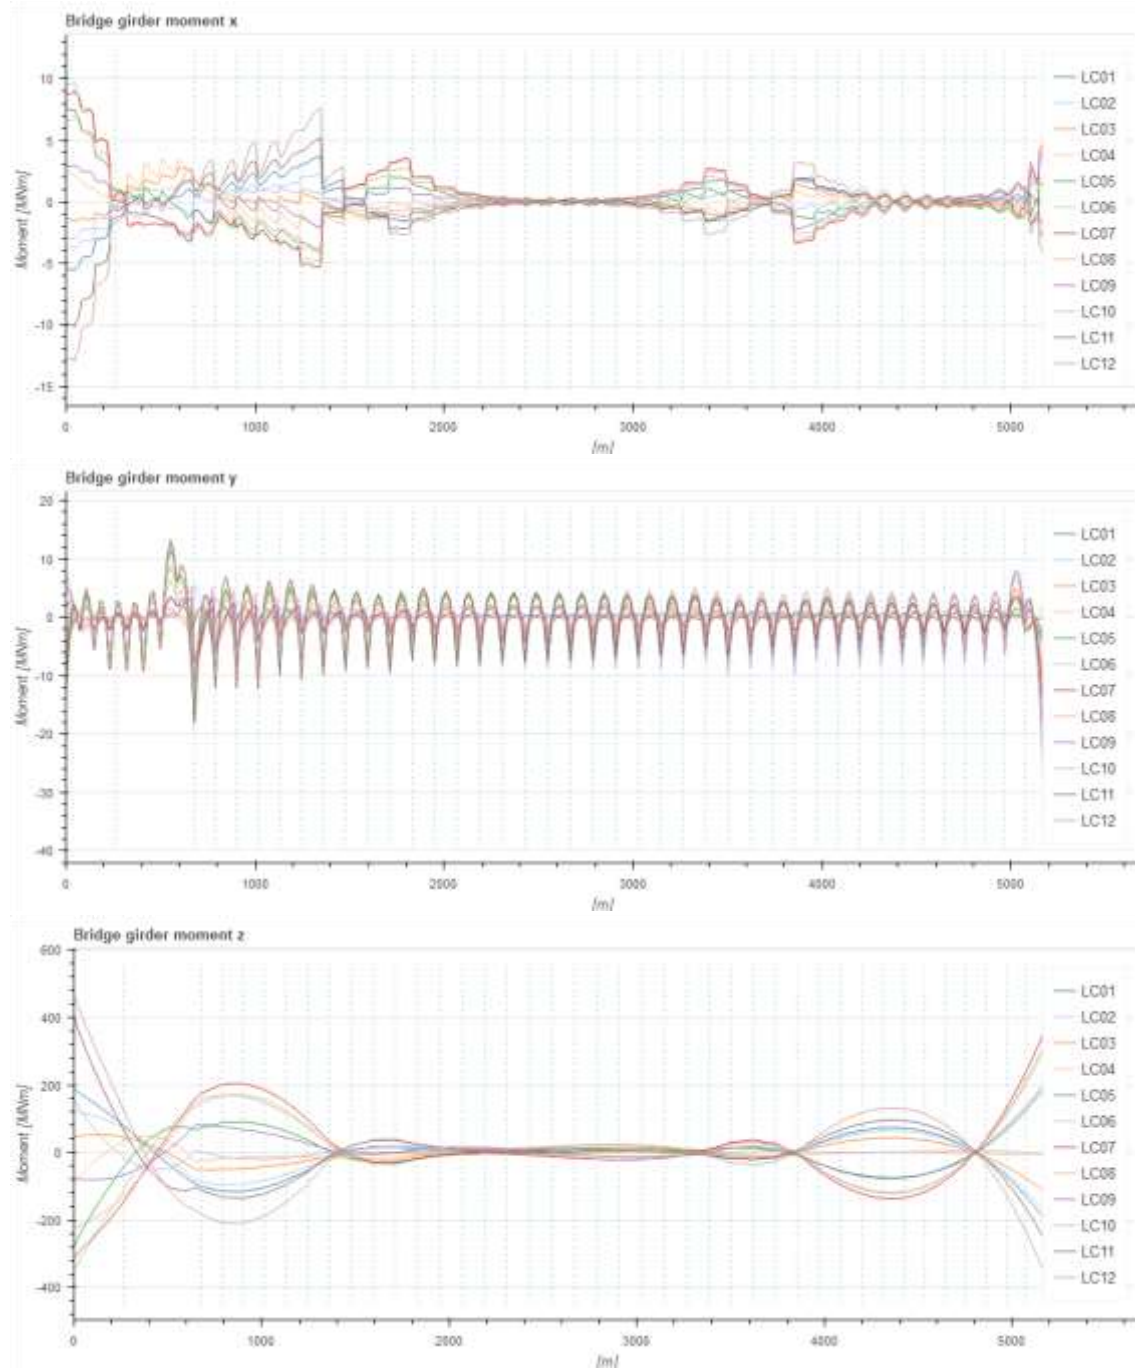 Bridge girder moment x
10
5
0
-5
-10
-15
Moment [MNm]
0 1000 2000 3000 4000 5000
[m]
LC01
LC02
LC03
LC04
LC05
LC06
LC07
LC08
LC09
LC10
LC11
LC12
Bridge girder moment y
20
10
0
-10
-20
-30
-40
Moment [MNm]
0 1000 2000 3000 4000 5000
[m]
LC01
LC02
LC03
LC04
LC05
LC06
LC07
LC08
LC09
LC10
LC11
LC12
Bridge girder moment z
600
400
200
0
-200
-400
Moment [MNm]
0 1000 2000 3000 4000 5000
[m]
LC01
LC02
LC03
LC04
LC05
LC06
LC07
LC08
LC09
LC10
LC11
LC12